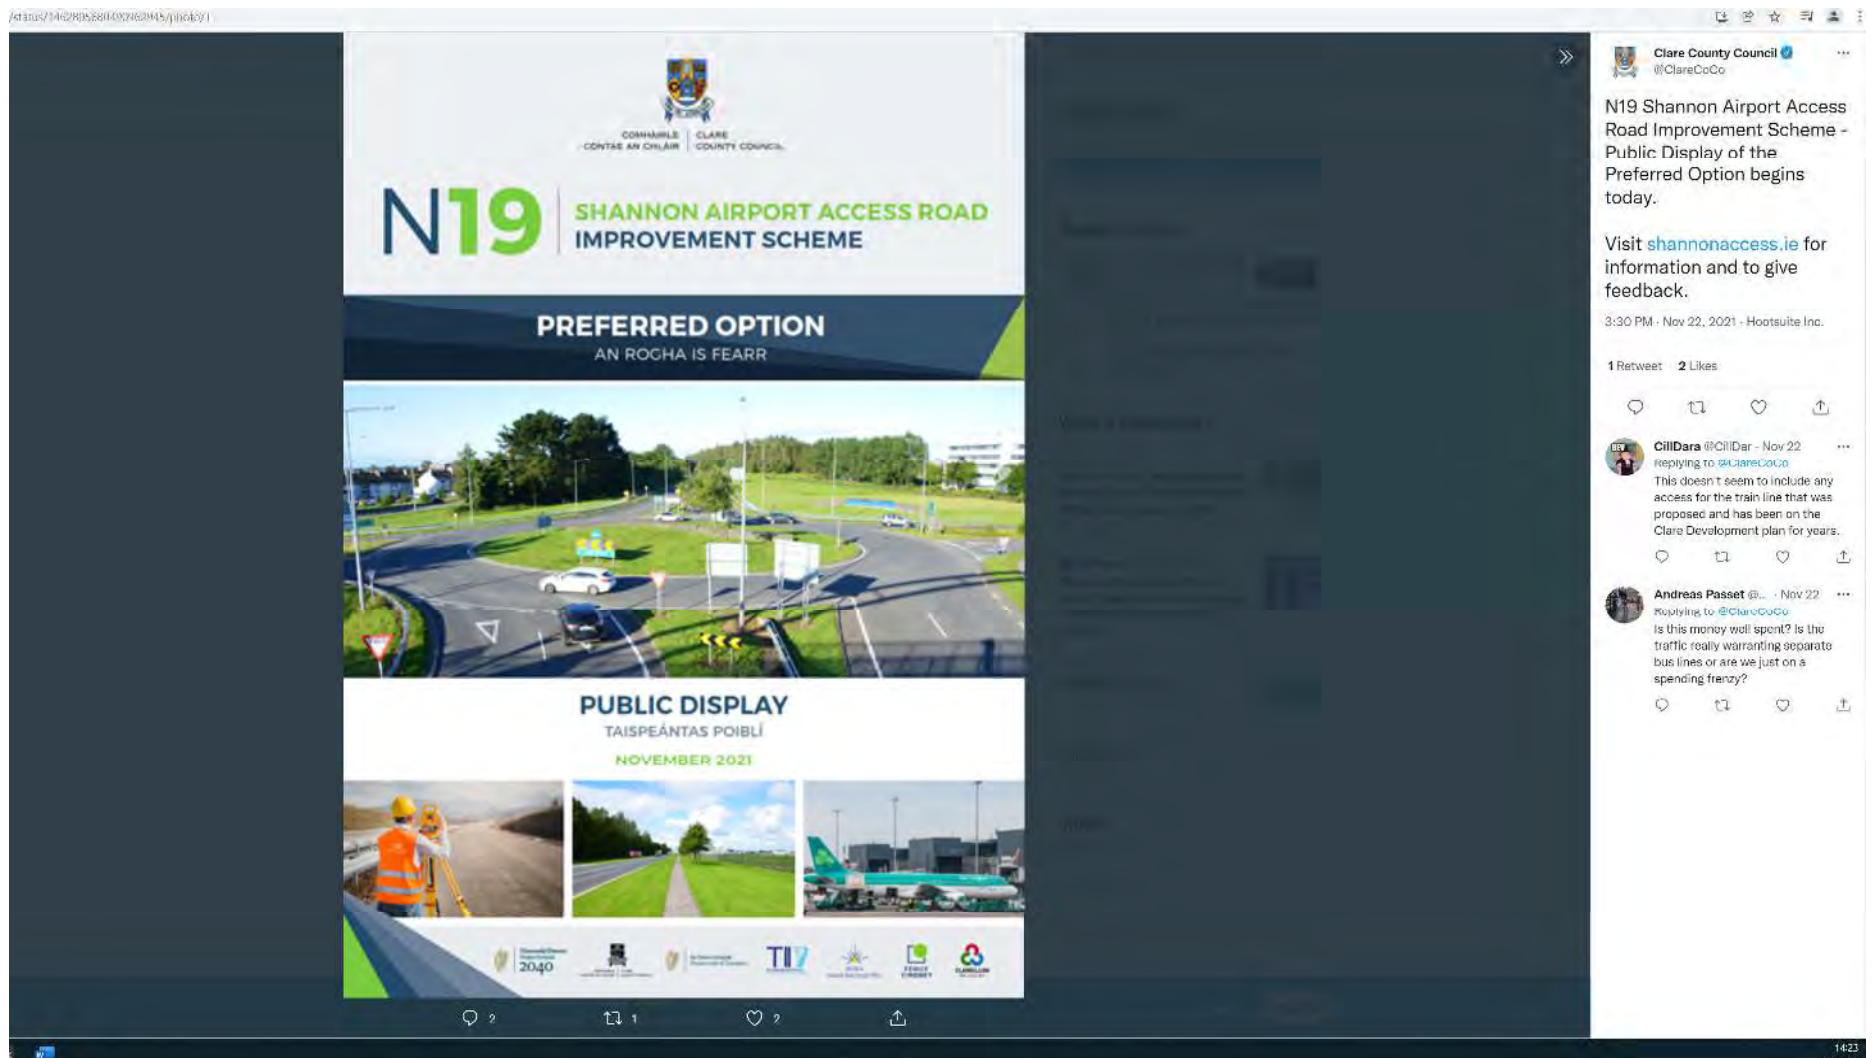 COMHAIRLE CONTAE AN CHLÁIR
CLARE COUNTY COUNCIL
N19
SHANNON AIRPORT ACCESS ROAD
IMPROVEMENT SCHEME
PREFERRED OPTION
AN ROGHA IS FEARR
PUBLIC DISPLAY
TAISPEÁNTAS POIBLÍ
NOVEMBER 2021
2040
TII
2
1
2
Clare County Council
@ClareCoCo
N19 Shannon Airport Access
Road Improvement Scheme -
Public Display of the
Preferred Option begins
today.
Visit shannonaccess.ie for
information and to give
feedback.
3:30 PM · Nov 22, 2021 · Hootsuite Inc.
1 Retweet 2 Likes
CillDara @CillDar · Nov 22
Replying to @ClareCoCo
This doesn't seem to include any
access for the train line that was
proposed and has been on the
Clare Development plan for years.
Andreas Passet @... · Nov 22
Replying to @ClareCoCo
Is this money well spent? Is the
traffic really warranting separate
bus lines or are we just on a
spending frenzy?
14:23